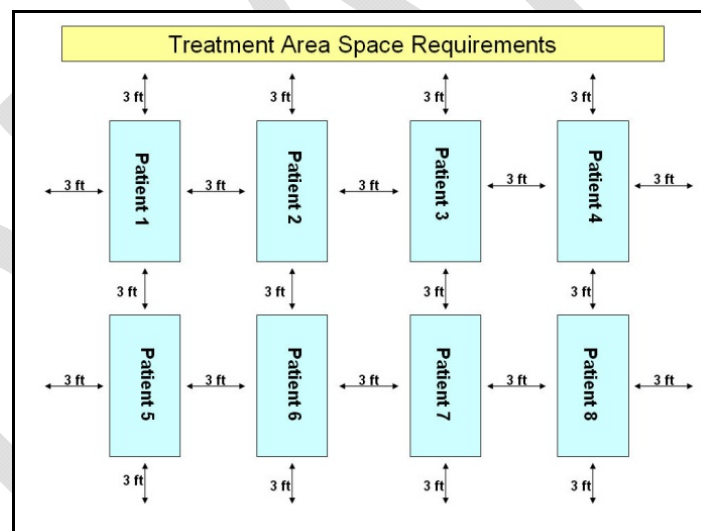 Treatment Area Space Requirements
3 ft 3 ft 3 ft 3 ft
Patient 1 Patient 2 Patient 3 Patient 4
3 ft 3 ft 3 ft 3 ft 3 ft
3 ft 3 ft 3 ft 3 ft
Patient 5 Patient 6 Patient 7 Patient 8
3 ft 3 ft 3 ft 3 ft 3 ft
3 ft 3 ft 3 ft 3 ft